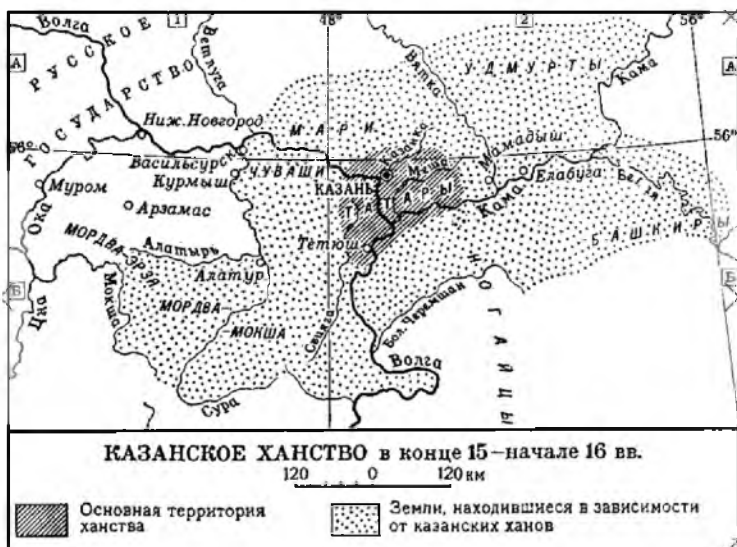 1
48°
2
56°
Волга
Ветлуга
Вятка
Кама
А
А
РУССКОЕ
ГОСУДАРСТВО
УДМУРТЫ
Ниж. Новгород
МАРИ
Казанка
56°
56°
Васильсурск
Курмыш
ЧУВАШИ
КАЗАНЬ
Мамадыш
Елабуга
Муром
Арзамас
ТАТАРЫ
Кама
Белая
Ока
Тетюш
БАШКИРЫ
МОРДВА-ЭРЗЯ
Алатырь
Алатур
Б
Б
Цна
Мокша
МОРДВА
МОКША
Свияга
Бол. Черемшан
НОГАЙЦЫ
Волга
Сура
КАЗАНСКОЕ ХАНСТВО в конце 15–начале 16 вв.
120 0 120 км
Основная территория
ханства
Земли, находившиеся в зависимости
от казанских ханов